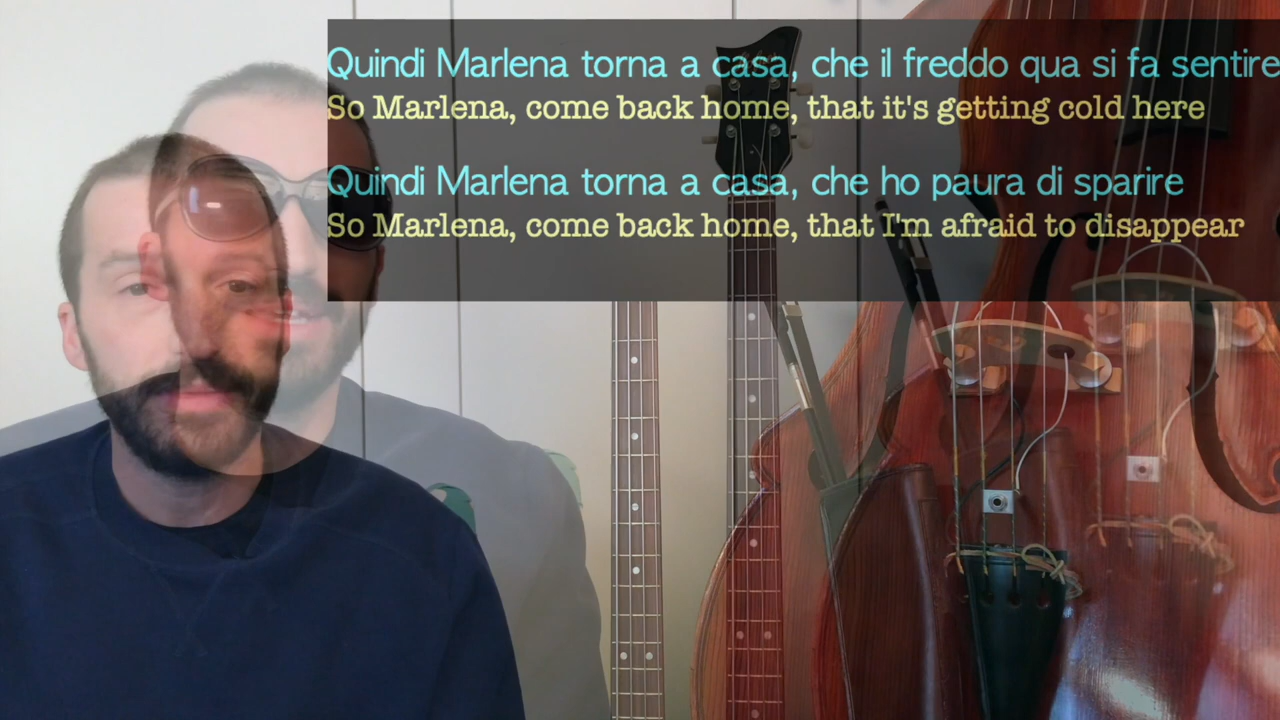 Quindi Marlena torna a casa, che il freddo qua si fa sentire
So Marlena, come back home, that it's getting cold here
Quindi Marlena torna a casa, che ho paura di sparire
So Marlena, come back home, that I'm afraid to disappear